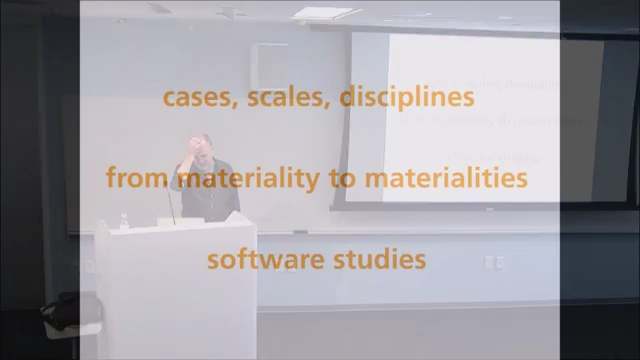 cases, scales, disciplines
from materiality to materialities
software studies